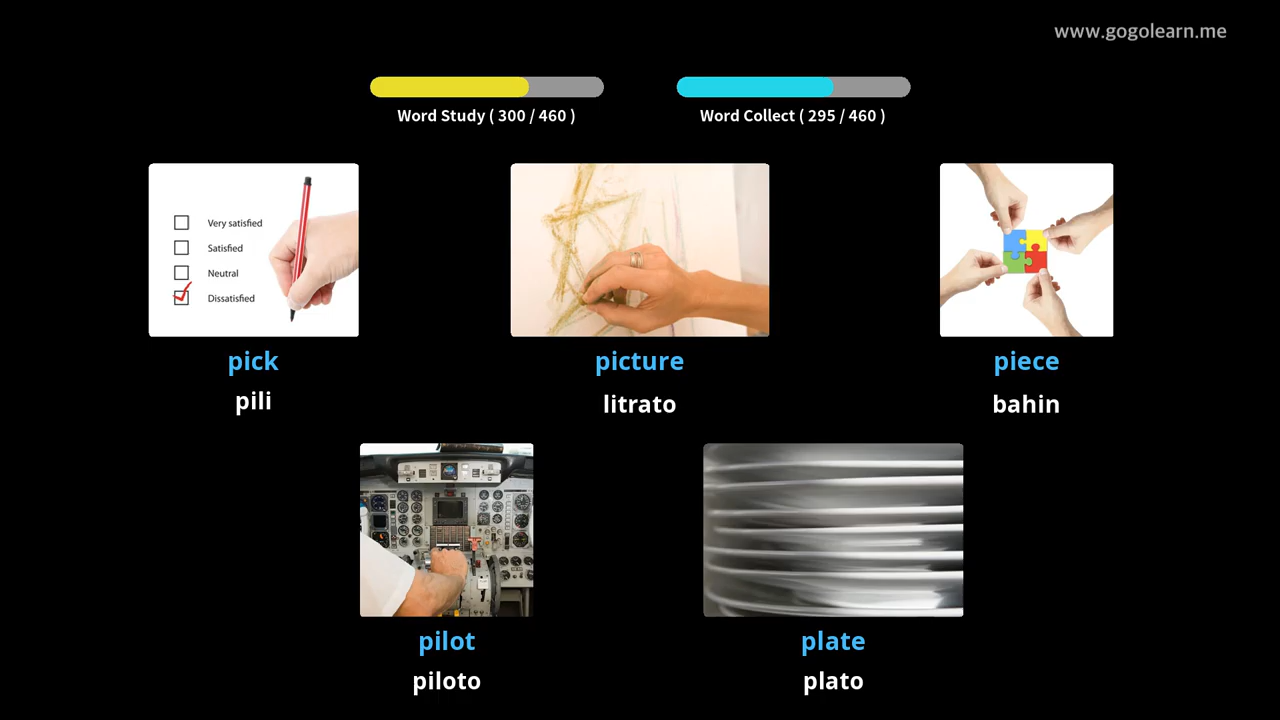 www.gogolearn.me
Word Study ( 300 / 460 )
Word Collect ( 295 / 460 )
Very satisfied
Satisfied
Neutral
Dissatisfied
pick
pili
picture
litrato
piece
bahin
pilot
piloto
plate
plato